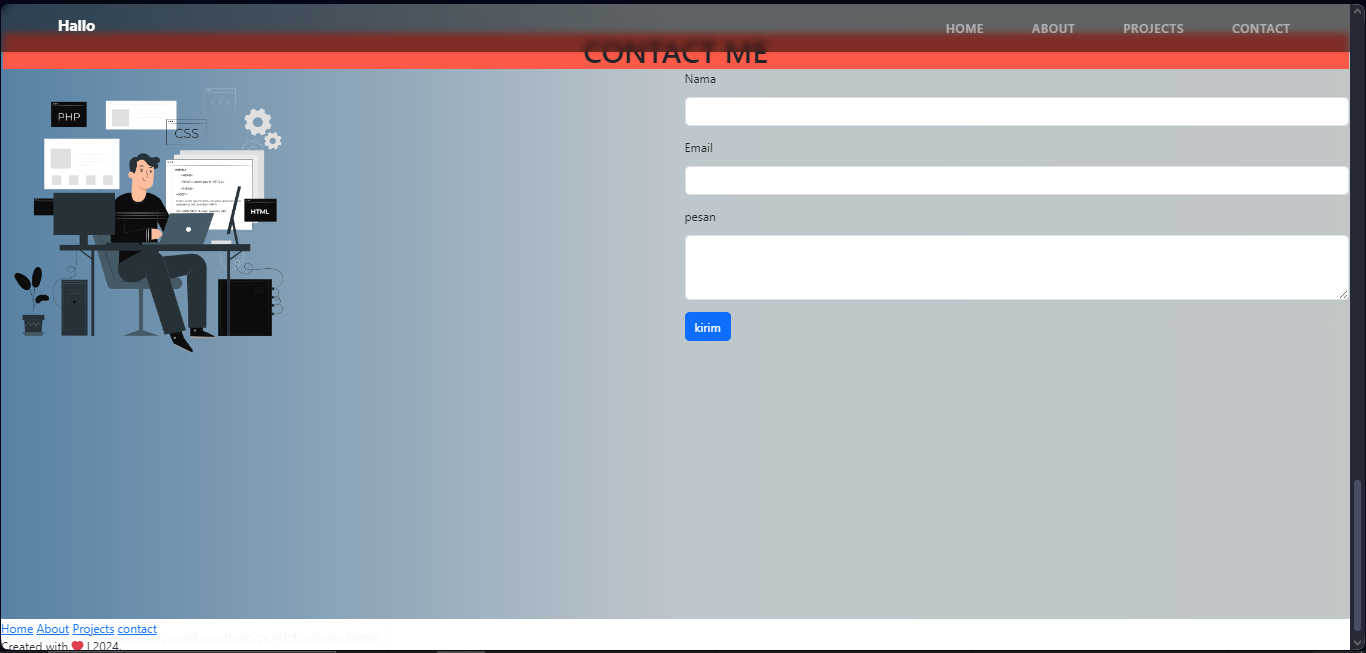 Hallo
HOME ABOUT PROJECTS CONTACT
CONTACT ME
Nama
PHP
</>
CSS
Email
HTML
pesan
kirim
Home About Projects contact
Created with ❤ | 2024.